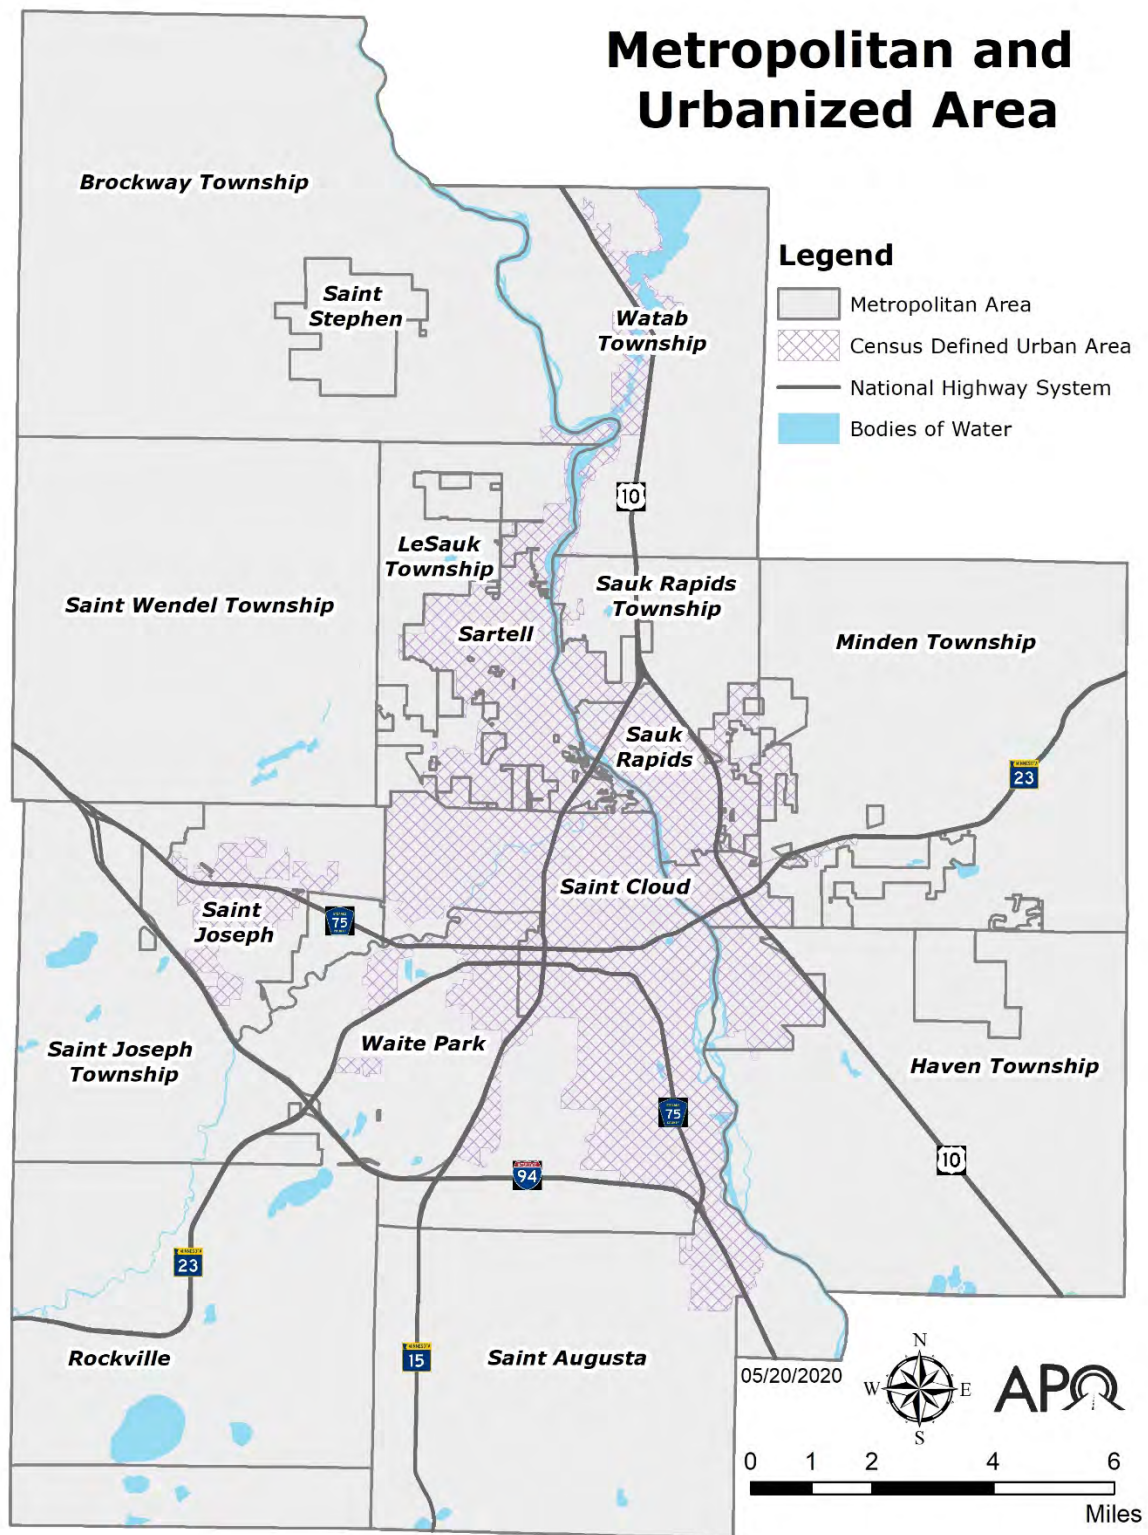 Metropolitan and
Urbanized Area
Brockway Township
Saint
Stephen
Watab
Township
Legend
Metropolitan Area
Census Defined Urban Area
National Highway System
Bodies of Water
10
LeSauk
Township
Sauk Rapids
Township
Saint Wendel Township
Sartell
Minden Township
Sauk
Rapids
23
Saint Cloud
Saint
Joseph
75
Waite Park
Saint Joseph
Township
Haven Township
75
10
94
23
15
Rockville
Saint Augusta
05/20/2020
N
W
E
S
APO
0 1 2 4 6
Miles